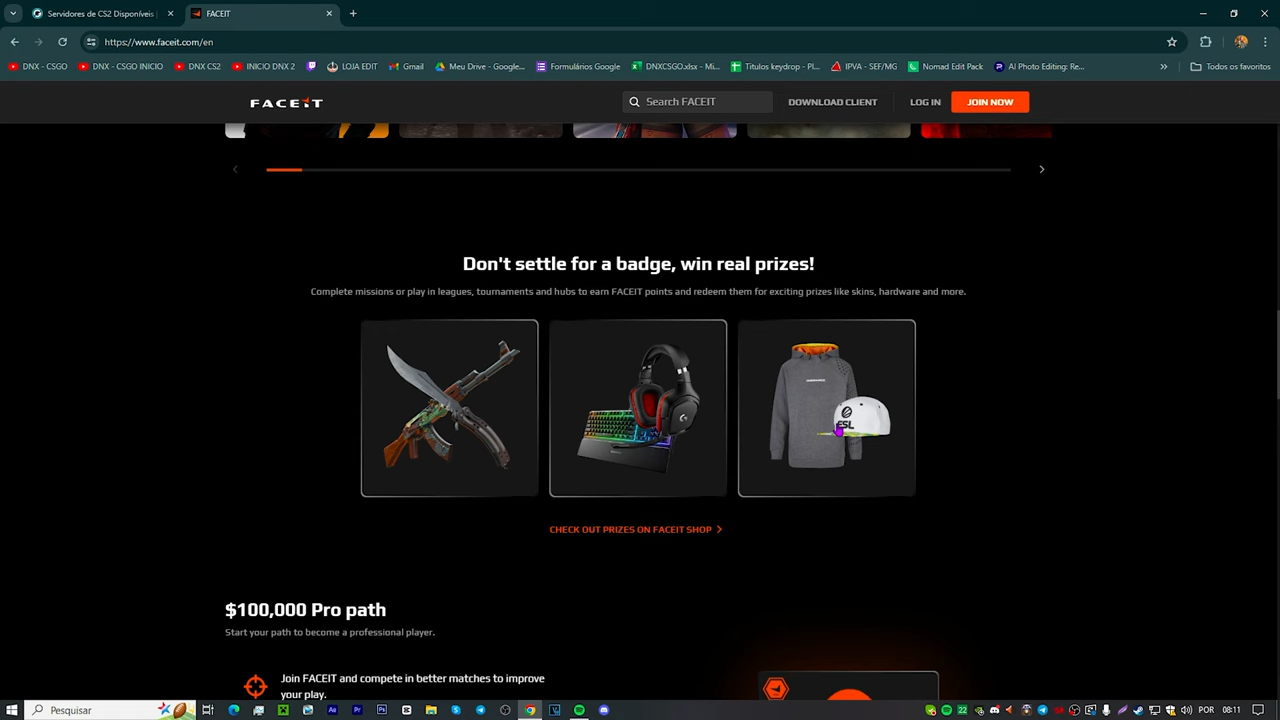 Servidores de CS2 Disponíveis
FACEIT
https://www.faceit.com/en
DNX - CSGO
DNX - CSGO INICIO
DNX CS2
INICIO DNX 2
LOJA EDIT
Gmail
Meu Drive - Google...
Formulários Google
DNXCSGO.xlsx - Mi...
Titulos keydrop - Pl...
IPVA - SEF/MG
Nomad Edit Pack
AI Photo Editing: Re...
Todos os favoritos
FACEIT
Search FACEIT
DOWNLOAD CLIENT
LOG IN
JOIN NOW
Don't settle for a badge, win real prizes!
Complete missions or play in leagues, tournaments and hubs to earn FACEIT points and redeem them for exciting prizes like skins, hardware and more.
ESL
CHECK OUT PRIZES ON FACEIT SHOP
$100,000 Pro path
Start your path to become a professional player.
Join FACEIT and compete in better matches to improve
your play.
Pesquisar
22
POR
08:11